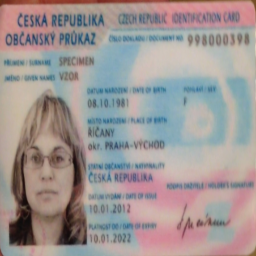 ČESKÁ REPUBLIKA CZECH REPUBLIC IDENTIFICATION CARD
OBČANSKÝ PRŮKAZ ČÍSLO DOKLADU / DOCUMENT NO. 998000398
PŘÍJMENÍ / SURNAME SPECIMEN
JMÉNO / GIVEN NAMES VZOR
DATUM NAROZENÍ / DATE OF BIRTH POHLAVÍ / SEX
08.10.1981 F
MÍSTO NAROZENÍ / PLACE OF BIRTH
ŘÍČANY
okr. PRAHA-VÝCHOD
STÁTNÍ OBČANSTVÍ / NATIONALITY
ČESKÁ REPUBLIKA
PODPIS DRŽITELE / HOLDER'S SIGNATURE
DATUM VYDÁNÍ / DATE OF ISSUE
10.01.2012
Specimen
PLATNOST DO / DATE OF EXPIRY
10.01.2022